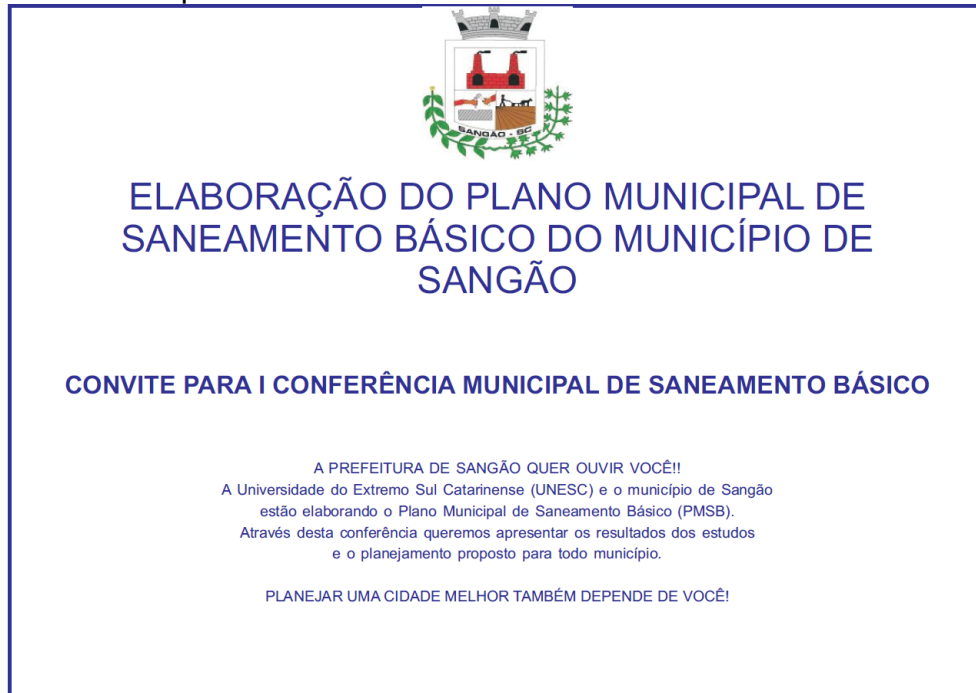 SANGÃO - SC
ELABORAÇÃO DO PLANO MUNICIPAL DE
SANEAMENTO BÁSICO DO MUNICÍPIO DE
SANGÃO
CONVITE PARA I CONFERÊNCIA MUNICIPAL DE SANEAMENTO BÁSICO
A PREFEITURA DE SANGÃO QUER OUVIR VOCÊ!!
A Universidade do Extremo Sul Catarinense (UNESC) e o município de Sangão
estão elaborando o Plano Municipal de Saneamento Básico (PMSB).
Através desta conferência queremos apresentar os resultados dos estudos
e o planejamento proposto para todo município.
PLANEJAR UMA CIDADE MELHOR TAMBÉM DEPENDE DE VOCÊ!